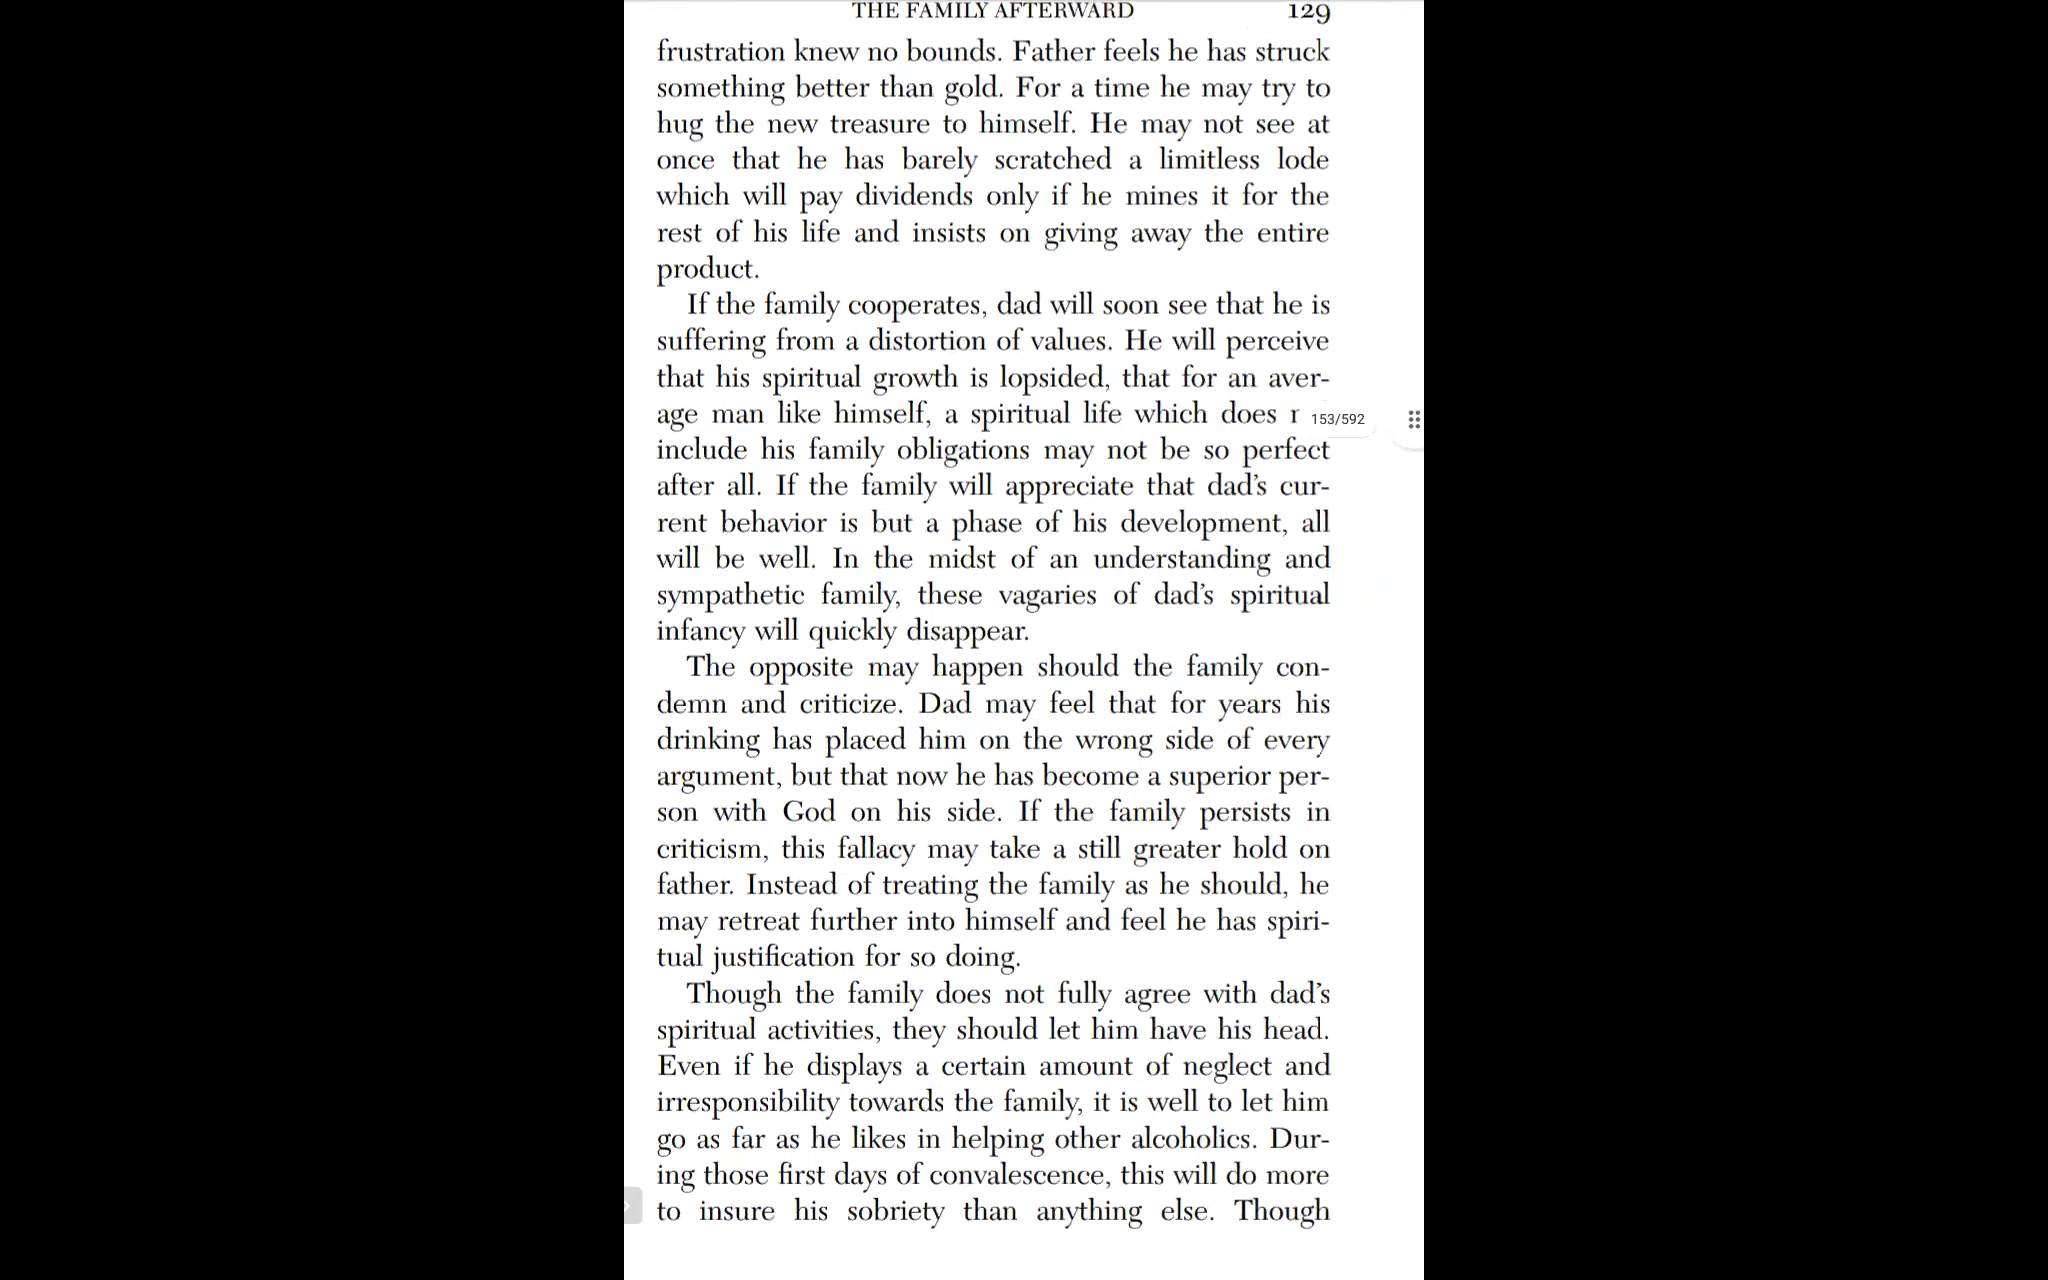 THE FAMILY AFTERWARD 129
frustration knew no bounds. Father feels he has struck
something better than gold. For a time he may try to
hug the new treasure to himself. He may not see at
once that he has barely scratched a limitless lode
which will pay dividends only if he mines it for the
rest of his life and insists on giving away the entire
product.
If the family cooperates, dad will soon see that he is
suffering from a distortion of values. He will perceive
that his spiritual growth is lopsided, that for an aver-
age man like himself, a spiritual life which does
153/592
include his family obligations may not be so perfect
after all. If the family will appreciate that dad's cur-
rent behavior is but a phase of his development, all
will be well. In the midst of an understanding and
sympathetic family, these vagaries of dad's spiritual
infancy will quickly disappear.
The opposite may happen should the family con-
demn and criticize. Dad may feel that for years his
drinking has placed him on the wrong side of every
argument, but that now he has become a superior per-
son with God on his side. If the family persists in
criticism, this fallacy may take a still greater hold on
father. Instead of treating the family as he should, he
may retreat further into himself and feel he has spiri-
tual justification for so doing.
Though the family does not fully agree with dad's
spiritual activities, they should let him have his head.
Even if he displays a certain amount of neglect and
irresponsibility towards the family, it is well to let him
go as far as he likes in helping other alcoholics. Dur-
ing those first days of convalescence, this will do more
to insure his sobriety than anything else. Though